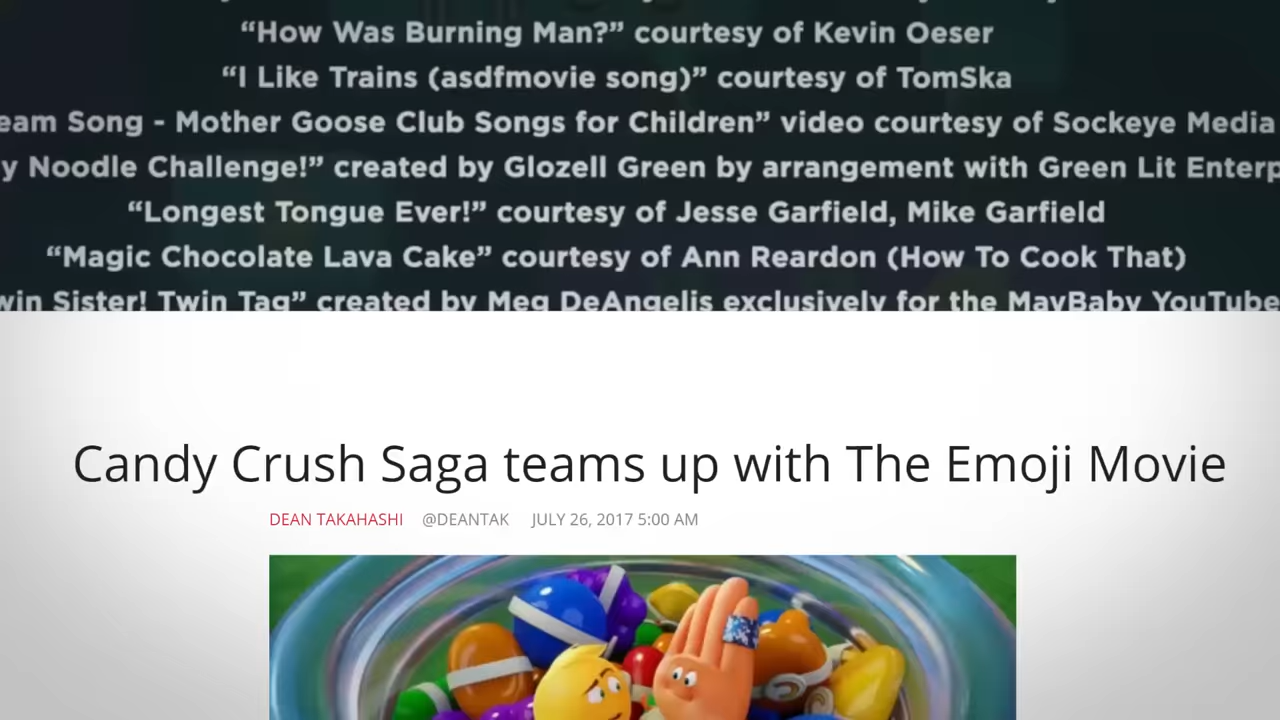 “How Was Burning Man?” courtesy of Kevin Oeser
“I Like Trains (asdfmovie song)” courtesy of TomSka
eam Song - Mother Goose Club Songs for Children” video courtesy of Sockeye Media
y Noodle Challenge!” created by Glozell Green by arrangement with Green Lit Enterp
“Longest Tongue Ever!” courtesy of Jesse Garfield, Mike Garfield
“Magic Chocolate Lava Cake” courtesy of Ann Reardon (How To Cook That)
win Sister! Twin Tag” created by Meg DeAngelis exclusively for the MayBaby YouTube
Candy Crush Saga teams up with The Emoji Movie
DEAN TAKAHASHI @DEANTAK JULY 26, 2017 5:00 AM